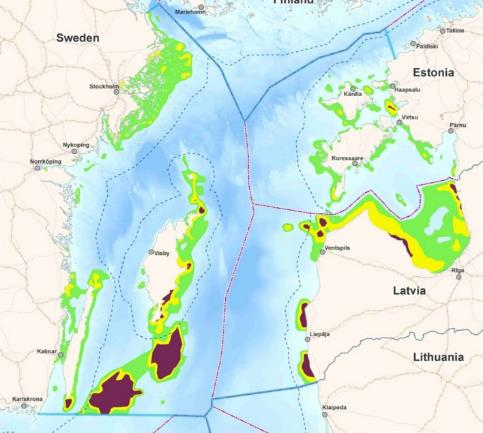 Finland
Mariehamn
Sweden
Tallinn
Paldiski
Estonia
Stockholm
Kärdla
Haapsalu
Virtsu
Pärnu
Nykoping
Norrköping
Kuressaare
Visby
Ventspils
Riga
Latvia
Liepāja
Kalmar
Lithuania
Karlskrona
Klaipeda